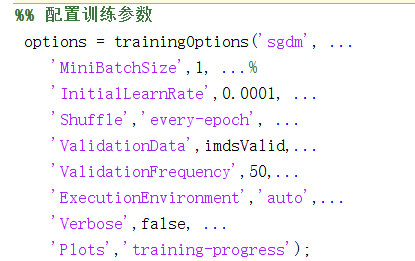 %% 配置训练参数
options = trainingOptions('sgdm', ...
'MiniBatchSize',1, ...%
'InitialLearnRate',0.0001, ...
'Shuffle','every-epoch', ...
'ValidationData',imdsValid,...
'ValidationFrequency',50,...
'ExecutionEnvironment','auto',...
'Verbose',false, ...
'Plots','training-progress');